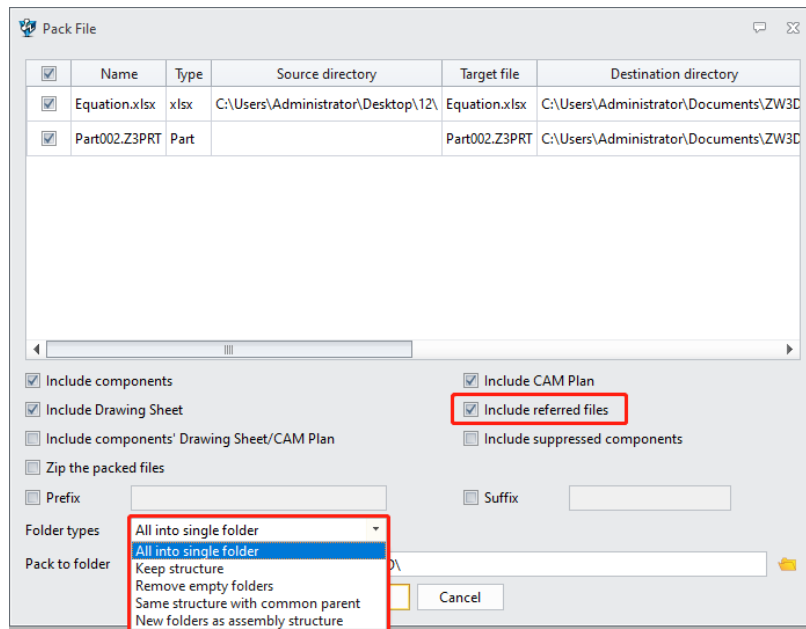 Pack File
Name Type Source directory Target file Destination directory
Equation.xlsx xlsx C:\Users\Administrator\Desktop\12\ Equation.xlsx C:\Users\Administrator\Documents\ZW3D
Part002.Z3PRT Part Part002.Z3PRT C:\Users\Administrator\Documents\ZW3D
Include components Include CAM Plan
Include Drawing Sheet Include referred files
Include components' Drawing Sheet/CAM Plan Include suppressed components
Zip the packed files
Prefix Suffix
Folder types All into single folder
All into single folder
Pack to folder Keep structure
Remove empty folders
Same structure with common parent
Cancel
New folders as assembly structure